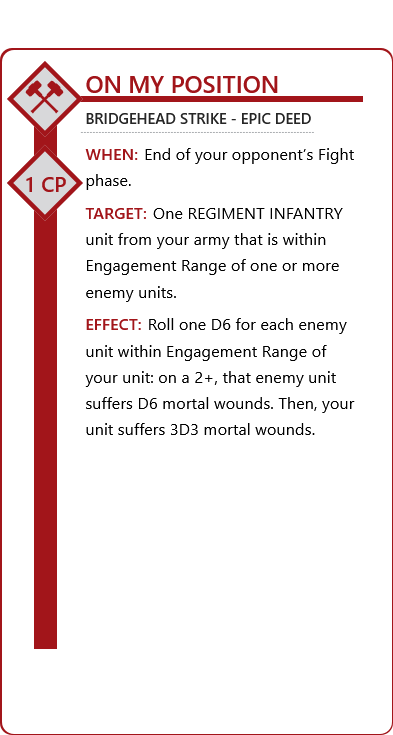 ON MY POSITION
BRIDGEHEAD STRIKE - EPIC DEED
1 CP
WHEN: End of your opponent's Fight
phase.
TARGET: One REGIMENT INFANTRY
unit from your army that is within
Engagement Range of one or more
enemy units.
EFFECT: Roll one D6 for each enemy
unit within Engagement Range of
your unit: on a 2+, that enemy unit
suffers D6 mortal wounds. Then, your
unit suffers 3D3 mortal wounds.